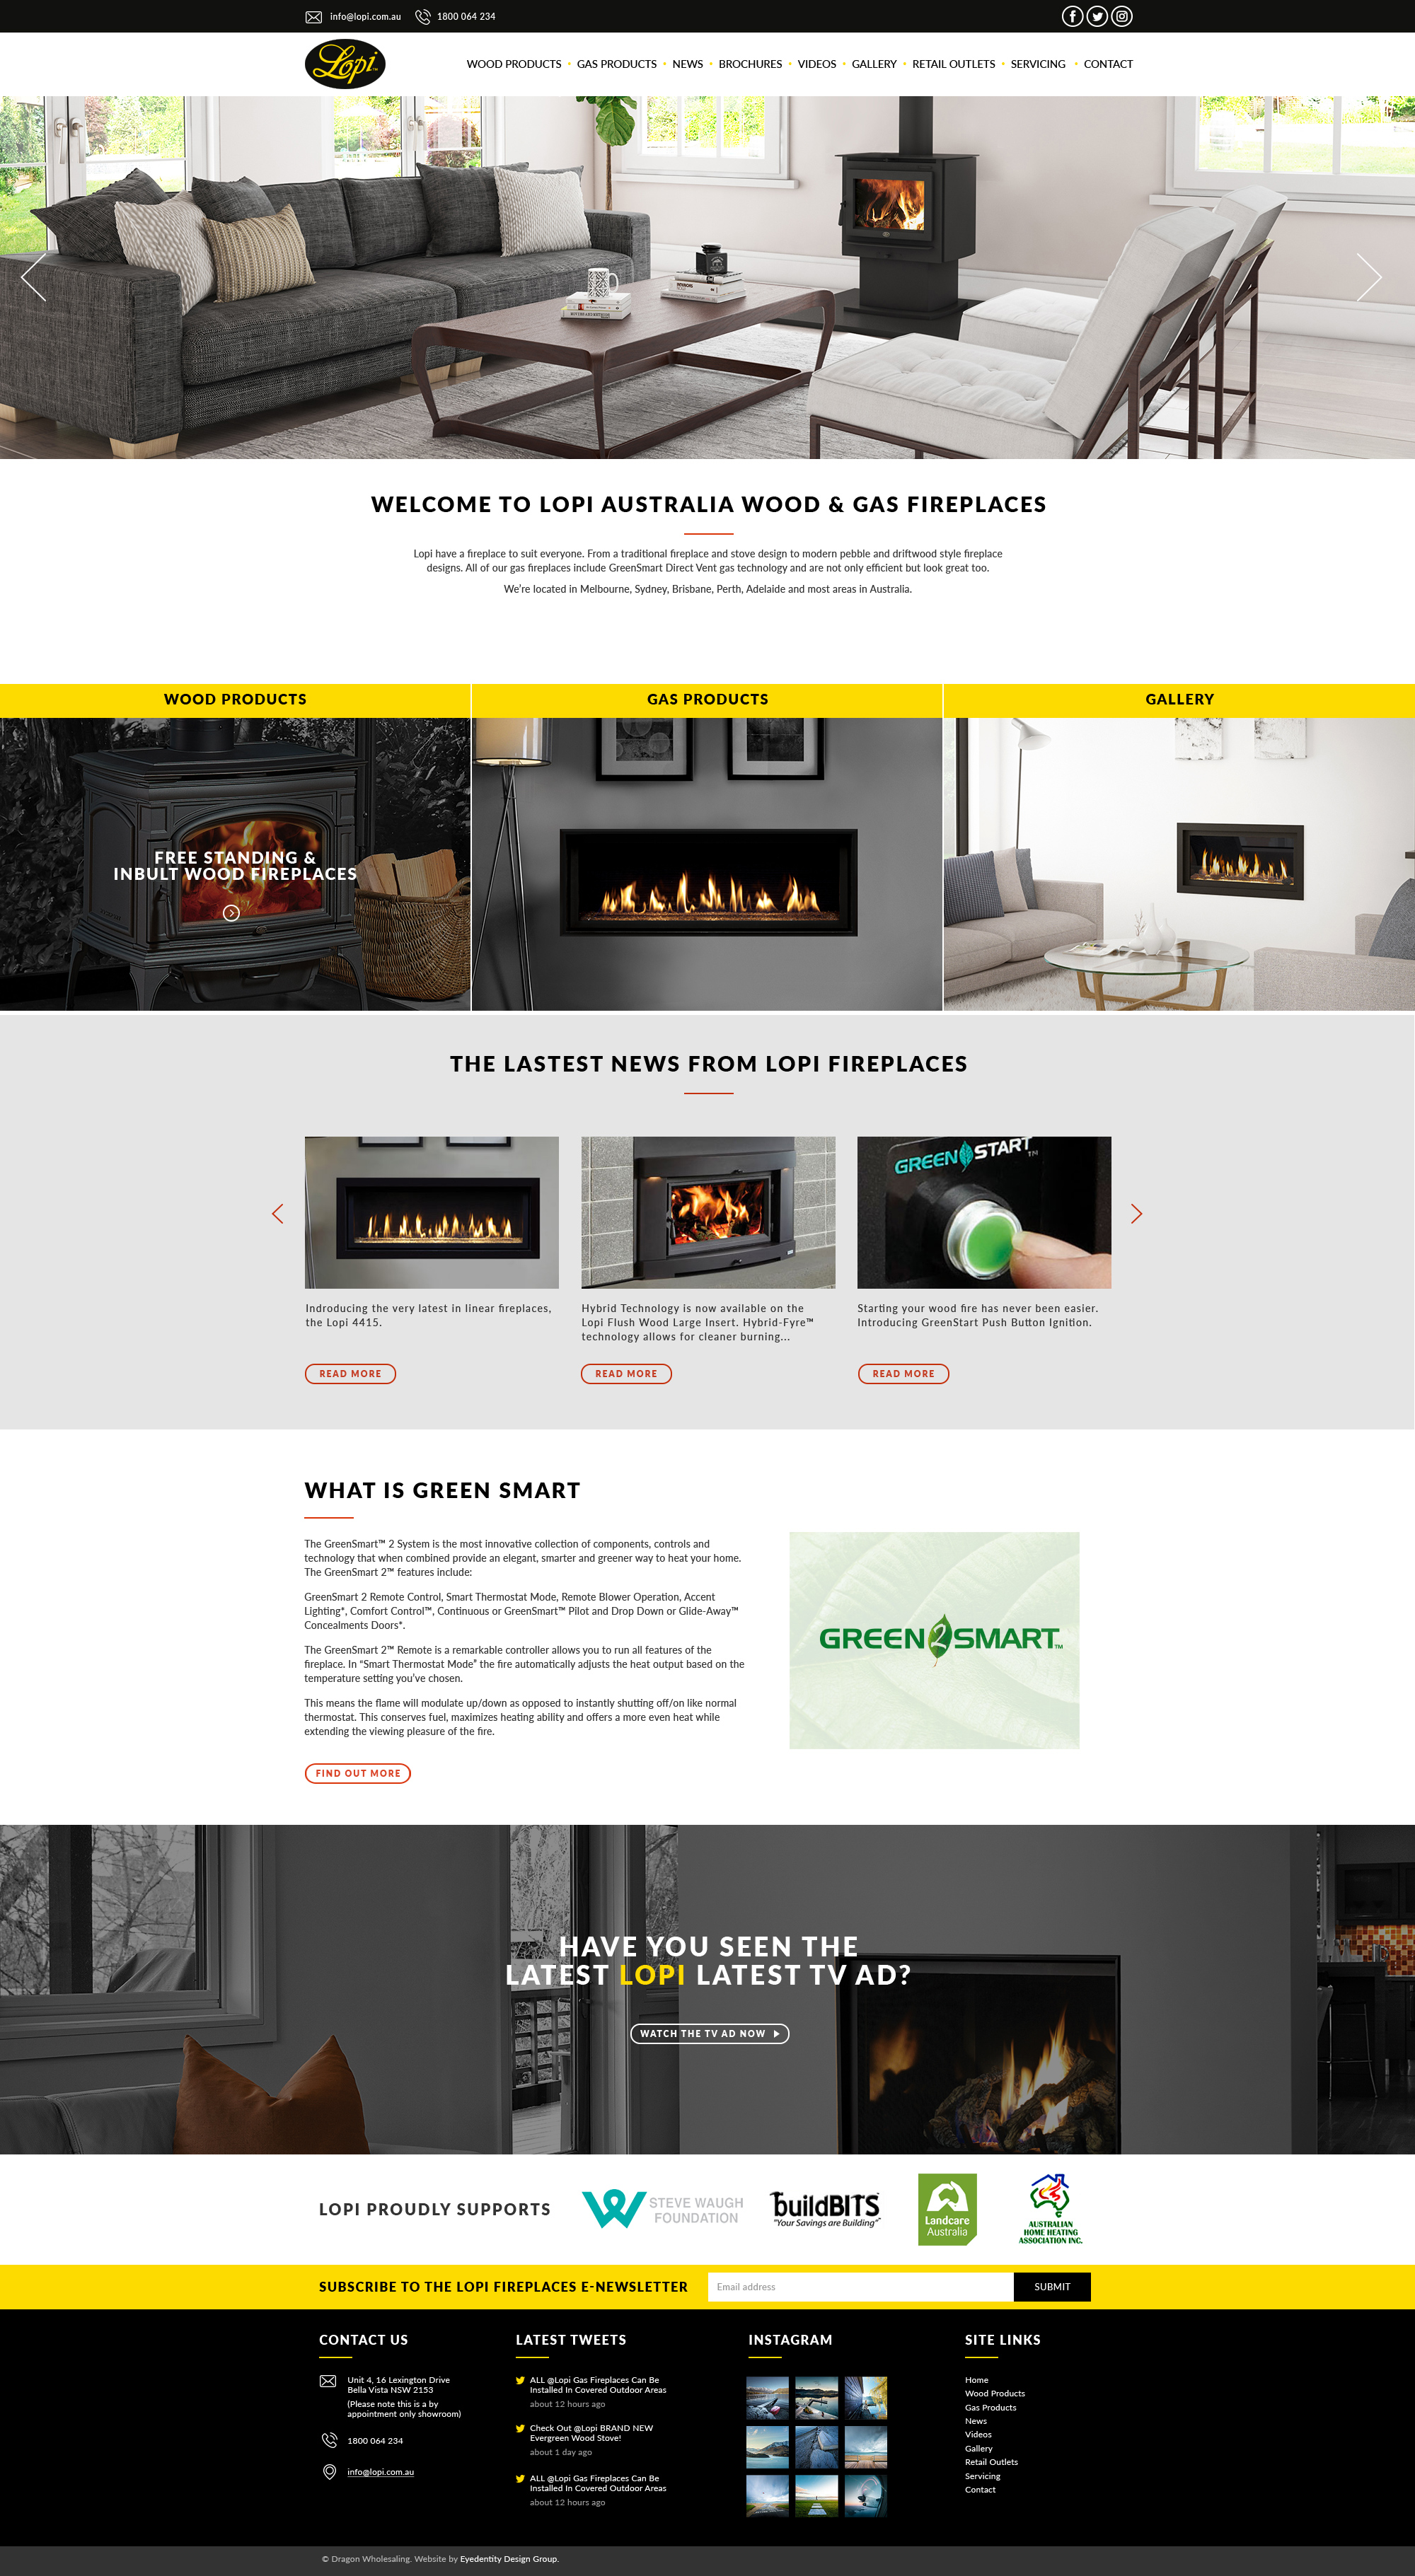 info@lopi.com.au 1800 064 234
Lopi
WOOD PRODUCTS • GAS PRODUCTS • NEWS • BROCHURES • VIDEOS • GALLERY • RETAIL OUTLETS • SERVICING • CONTACT
WELCOME TO LOPI AUSTRALIA WOOD & GAS FIREPLACES
Lopi have a fireplace to suit everyone. From a traditional fireplace and stove design to modern pebble and driftwood style fireplace
designs. All of our gas fireplaces include GreenSmart Direct Vent gas technology and are not only efficient but look great too.
We're located in Melbourne, Sydney, Brisbane, Perth, Adelaide and most areas in Australia.
WOOD PRODUCTS
GAS PRODUCTS
GALLERY
FREE STANDING &
INBULT WOOD FIREPLACES
THE LASTEST NEWS FROM LOPI FIREPLACES
GREEN START™
Indroducing the very latest in linear fireplaces,
the Lopi 4415.
Hybrid Technology is now available on the
Lopi Flush Wood Large Insert. Hybrid-Fyre™
technology allows for cleaner burning...
Starting your wood fire has never been easier.
Introducing GreenStart Push Button Ignition.
READ MORE
READ MORE
READ MORE
WHAT IS GREEN SMART
The GreenSmart™ 2 System is the most innovative collection of components, controls and
technology that when combined provide an elegant, smarter and greener way to heat your home.
The GreenSmart 2™ features include:
GreenSmart 2 Remote Control, Smart Thermostat Mode, Remote Blower Operation, Accent
Lighting*, Comfort Control™, Continuous or GreenSmart™ Pilot and Drop Down or Glide-Away™
Concealments Doors*.
The GreenSmart 2™ Remote is a remarkable controller allows you to run all features of the
fireplace. In “Smart Thermostat Mode” the fire automatically adjusts the heat output based on the
temperature setting you've chosen.
This means the flame will modulate up/down as opposed to instantly shutting off/on like normal
thermostat. This conserves fuel, maximizes heating ability and offers a more even heat while
extending the viewing pleasure of the fire.
GREEN 2 SMART™
FIND OUT MORE
HAVE YOU SEEN THE
LATEST LOPI LATEST TV AD?
WATCH THE TV AD NOW
LOPI PROUDLY SUPPORTS
STEVE WAUGH
FOUNDATION
buildBITS
"Your Savings are Building"
Landcare
Australia
AUSTRALIAN
HOME HEATING
ASSOCIATION INC.
SUBSCRIBE TO THE LOPI FIREPLACES E-NEWSLETTER
Email address
SUBMIT
CONTACT US
Unit 4, 16 Lexington Drive
Bella Vista NSW 2153
(Please note this is a by
appointment only showroom)
1800 064 234
info@lopi.com.au
LATEST TWEETS
ALL @Lopi Gas Fireplaces Can Be
Installed In Covered Outdoor Areas
about 12 hours ago
Check Out @Lopi BRAND NEW
Evergreen Wood Stove!
about 1 day ago
ALL @Lopi Gas Fireplaces Can Be
Installed In Covered Outdoor Areas
about 12 hours ago
INSTAGRAM
SITE LINKS
Home
Wood Products
Gas Products
News
Videos
Gallery
Retail Outlets
Servicing
Contact
© Dragon Wholesaling. Website by Eyedentity Design Group.